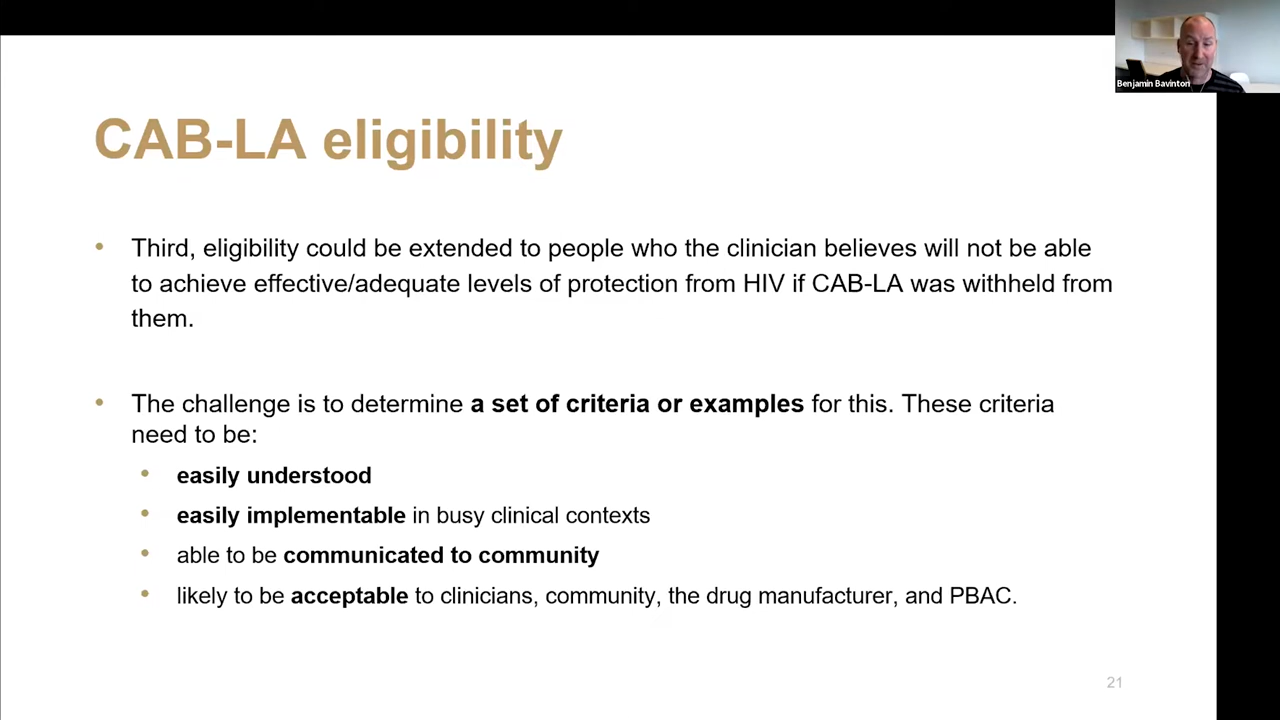 Benjamin Bavinton
CAB-LA eligibility
• Third, eligibility could be extended to people who the clinician believes will not be able
to achieve effective/adequate levels of protection from HIV if CAB-LA was withheld from
them.
• The challenge is to determine a set of criteria or examples for this. These criteria
need to be:
• easily understood
• easily implementable in busy clinical contexts
• able to be communicated to community
• likely to be acceptable to clinicians, community, the drug manufacturer, and PBAC.
21